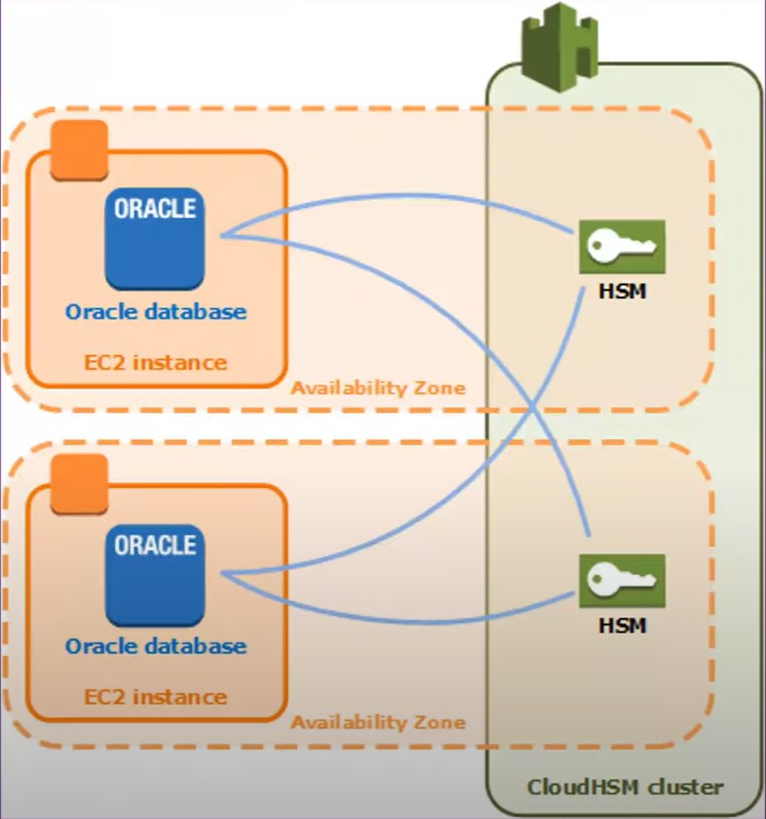 ORACLE
Oracle database
EC2 instance
Availability Zone
HSM
ORACLE
Oracle database
EC2 instance
Availability Zone
HSM
CloudHSM cluster